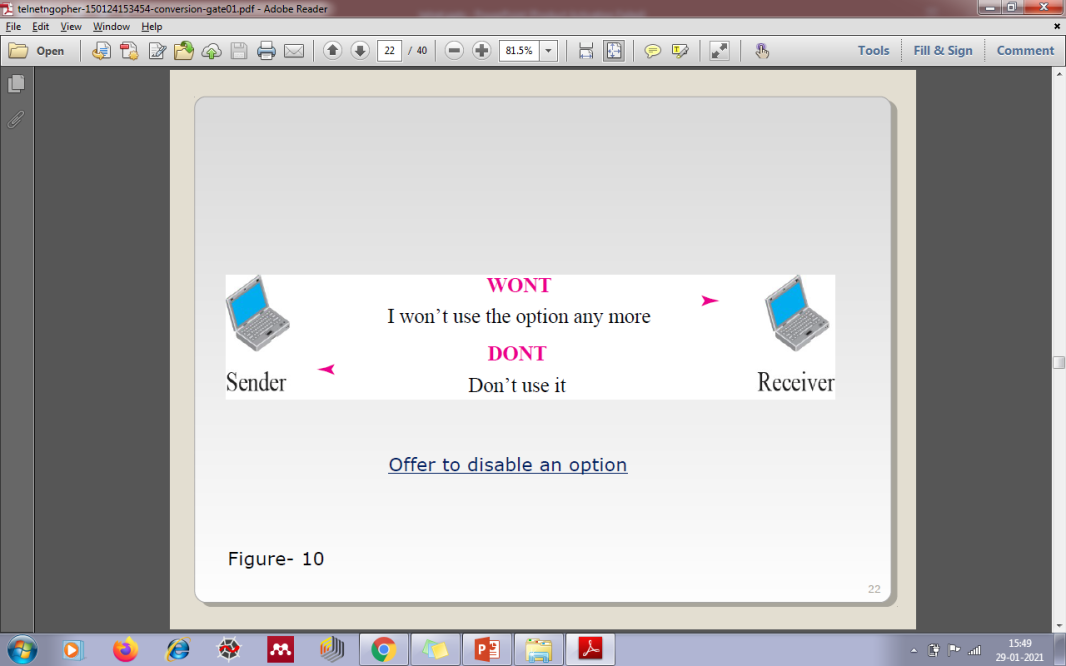 telnetngopher-150124153454-conversion-gate01.pdf - Adobe Reader
File Edit View Window Help
Open 22 / 40 81.5% Tools Fill & Sign Comment
WONT
I won’t use the option any more
DONT
Don’t use it
Sender Receiver
Offer to disable an option
Figure- 10
22
15:49
29-01-2021